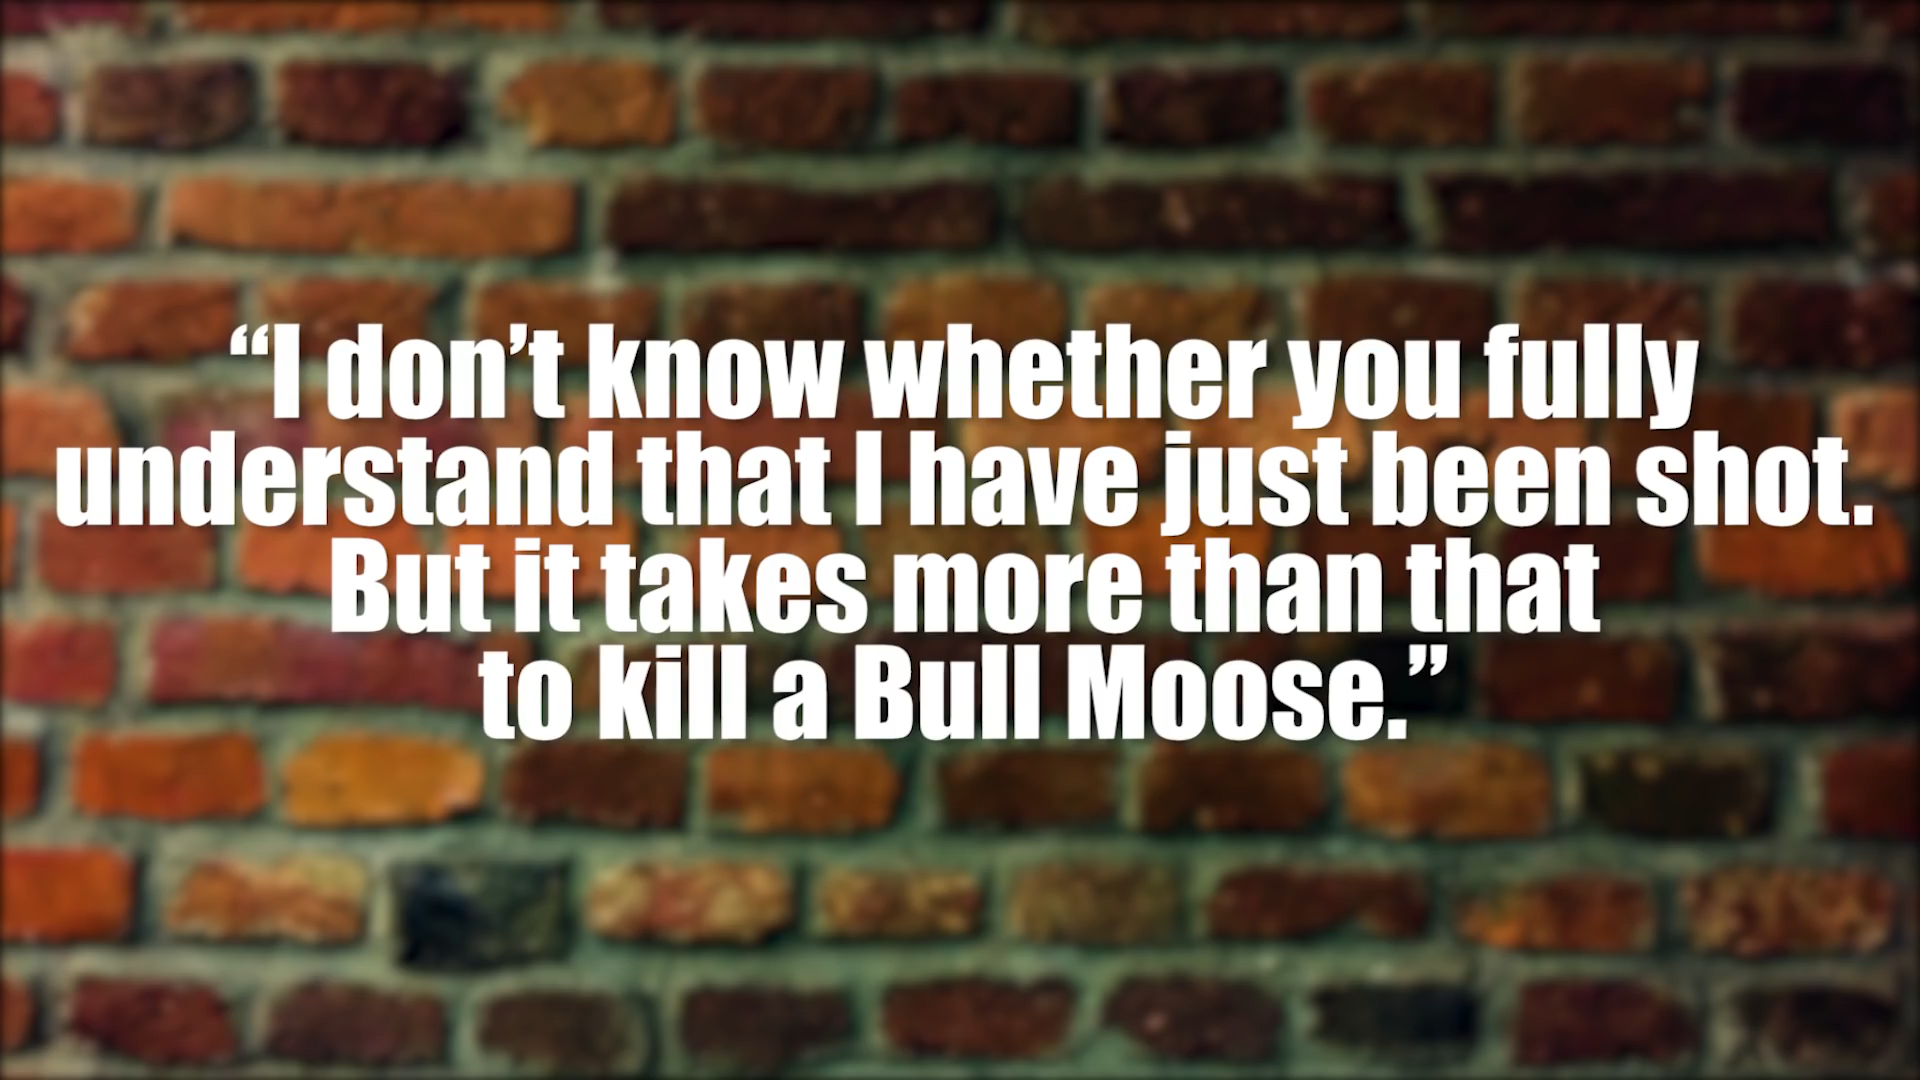 “I don’t know whether you fully
understand that I have just been shot.
But it takes more than that
to kill a Bull Moose.”